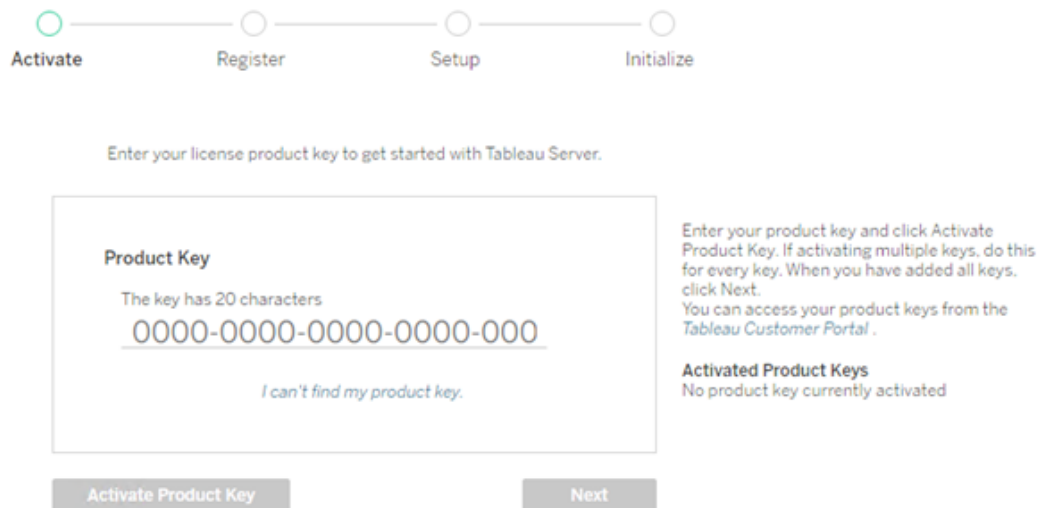 Activate Register Setup Initialize
Enter your license product key to get started with Tableau Server.
Product Key
The key has 20 characters
0000-0000-0000-0000-000
I can't find my product key.
Activate Product Key Next
Enter your product key and click Activate
Product Key. If activating multiple keys, do this
for every key. When you have added all keys,
click Next.
You can access your product keys from the
Tableau Customer Portal .
Activated Product Keys
No product key currently activated